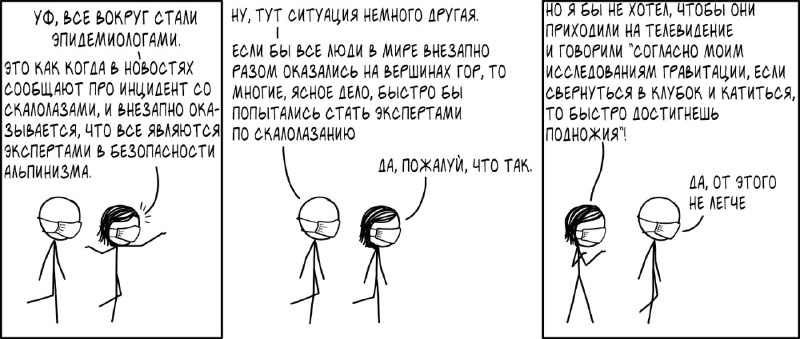 УФ, ВСЕ ВОКРУГ СТАЛИ
ЭПИДЕМИОЛОГАМИ.
ЭТО КАК КОГДА В НОВОСТЯХ
СООБЩАЮТ ПРО ИНЦИДЕНТ СО
СКАЛОЛАЗАМИ, И ВНЕЗАПНО ОКА-
ЗЫВАЕТСЯ, ЧТО ВСЕ ЯВЛЯЮТСЯ
ЭКСПЕРТАМИ В БЕЗОПАСНОСТИ
АЛЬПИНИЗМА.
НУ, ТУТ СИТУАЦИЯ НЕМНОГО ДРУГАЯ.
ЕСЛИ БЫ ВСЕ ЛЮДИ В МИРЕ ВНЕЗАПНО
РАЗОМ ОКАЗАЛИСЬ НА ВЕРШИНАХ ГОР, ТО
МНОГИЕ, ЯСНОЕ ДЕЛО, БЫСТРО БЫ
ПОПЫТАЛИСЬ СТАТЬ ЭКСПЕРТАМИ
ПО СКАЛОЛАЗАНИЮ
ДА, ПОЖАЛУЙ, ЧТО ТАК.
НО Я БЫ НЕ ХОТЕЛ, ЧТОБЫ ОНИ
ПРИХОДИЛИ НА ТЕЛЕВИДЕНИЕ
И ГОВОРИЛИ "СОГЛАСНО МОИМ
ИССЛЕДОВАНИЯМ ГРАВИТАЦИИ, ЕСЛИ
СВЕРНУТЬСЯ В КЛУБОК И КАТИТЬСЯ,
ТО БЫСТРО ДОСТИГНЕШЬ
ПОДНОЖИЯ"!
ДА, ОТ ЭТОГО
НЕ ЛЕГЧЕ